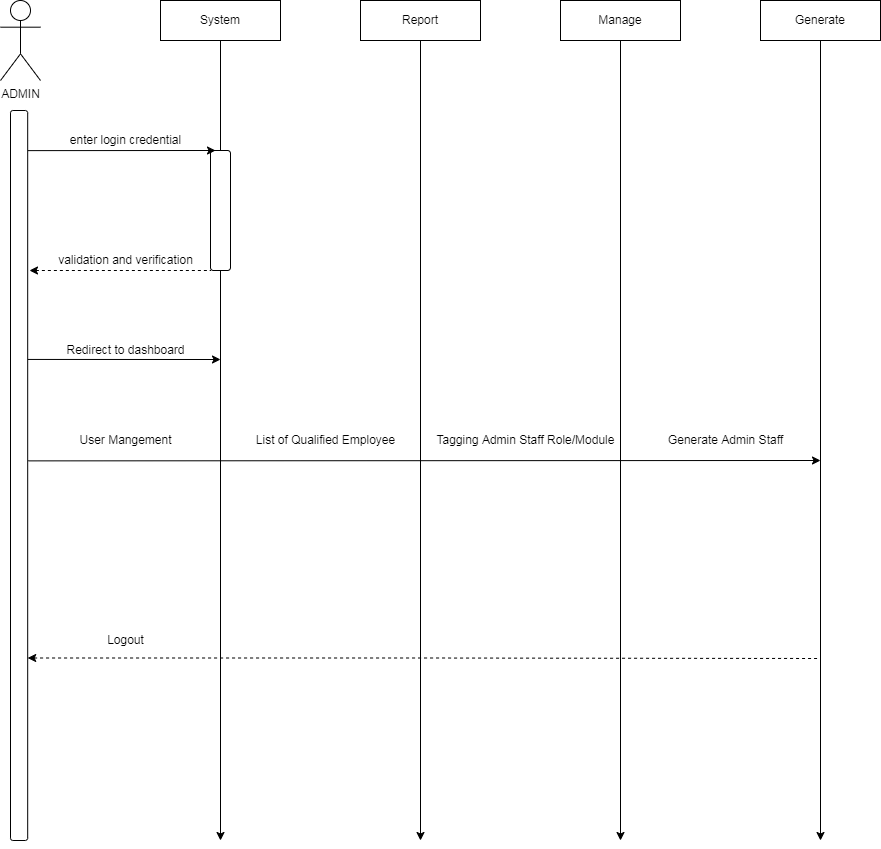 System
Report
Manage
Generate
ADMIN
enter login credential
validation and verification
Redirect to dashboard
User Mangement
List of Qualified Employee
Tagging Admin Staff Role/Module
Generate Admin Staff
Logout